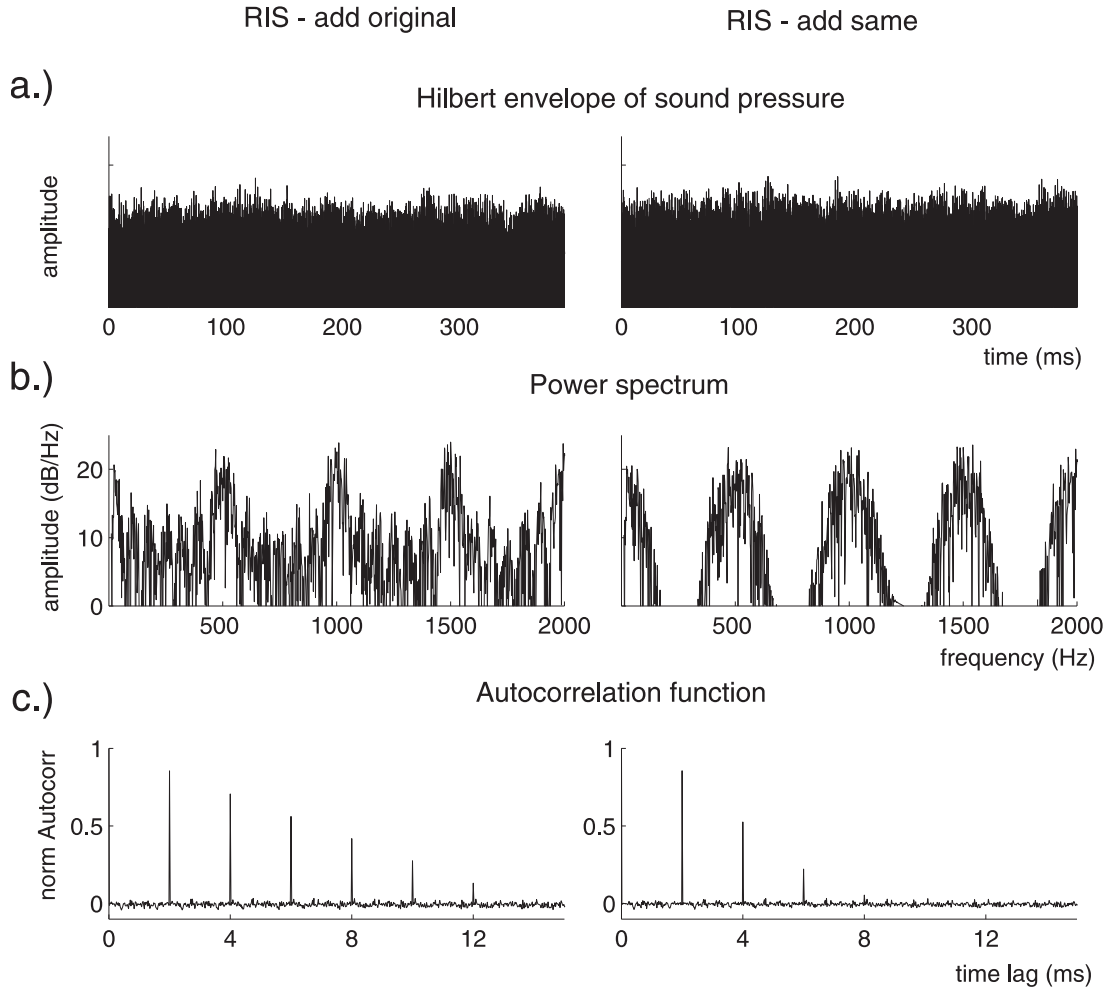 RIS - add original RIS - add same
a.)
Hilbert envelope of sound pressure
amplitude
0 100 200 300 0 100 200 300
time (ms)
b.)
Power spectrum
amplitude (dB/Hz)
20
10
0
500 1000 1500 2000 500 1000 1500 2000
frequency (Hz)
c.)
Autocorrelation function
norm Autocorr
1 1
0.5 0.5
0 0
0 4 8 12 0 4 8 12
time lag (ms)